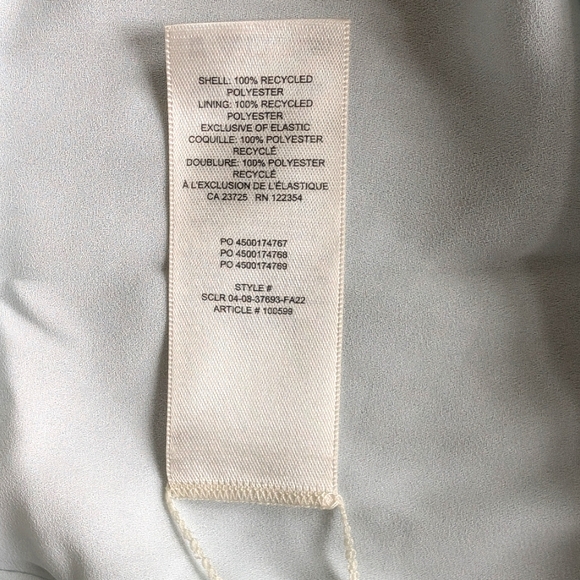 SHELL: 100% RECYCLED
POLYESTER
LINING: 100% RECYCLED
POLYESTER
EXCLUSIVE OF ELASTIC
COQUILLE: 100% POLYESTER
RECYCLÉ
DOUBLURE: 100% POLYESTER
RECYCLÉ
À L'EXCLUSION DE L'ÉLASTIQUE
CA 23725 RN 122354
PO 4500174767
PO 4500174768
PO 4500174769
STYLE #
SCLR 04-08-37693-FA22
ARTICLE # 100599